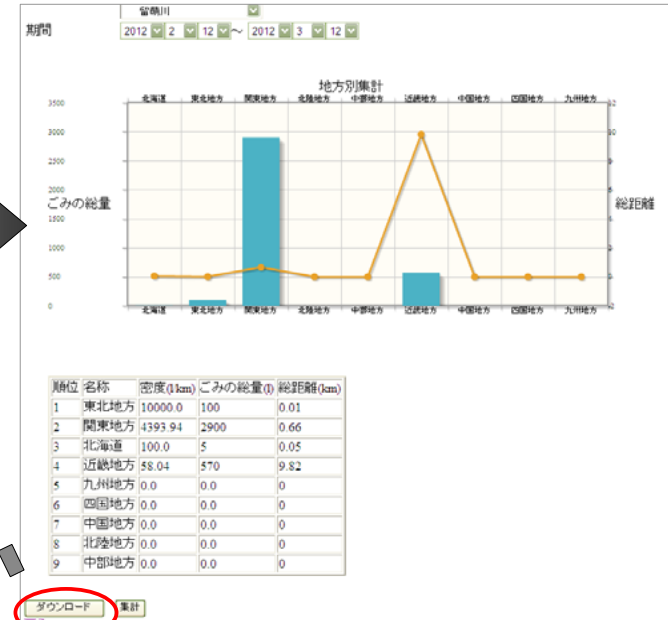 留萌川
期間 2012 2 12 ～ 2012 3 12
地方別集計
北海道 東北地方 関東地方 北陸地方 中部地方 近畿地方 中国地方 四国地方 九州地方
3500 12
3000 10
2500 8
2000 6
ごみの総量 総距離
1500 4
1000 2
500 0
0 -2
北海道 東北地方 関東地方 北陸地方 中部地方 近畿地方 中国地方 四国地方 九州地方
順位 名称 密度(l/km) ごみの総量(l) 総距離(km)
1 東北地方 10000.0 100 0.01
2 関東地方 4393.94 2900 0.66
3 北海道 100.0 5 0.05
4 近畿地方 58.04 570 9.82
5 九州地方 0.0 0.0 0
6 四国地方 0.0 0.0 0
7 中国地方 0.0 0.0 0
8 北陸地方 0.0 0.0 0
9 中部地方 0.0 0.0 0
ダウンロード 集計